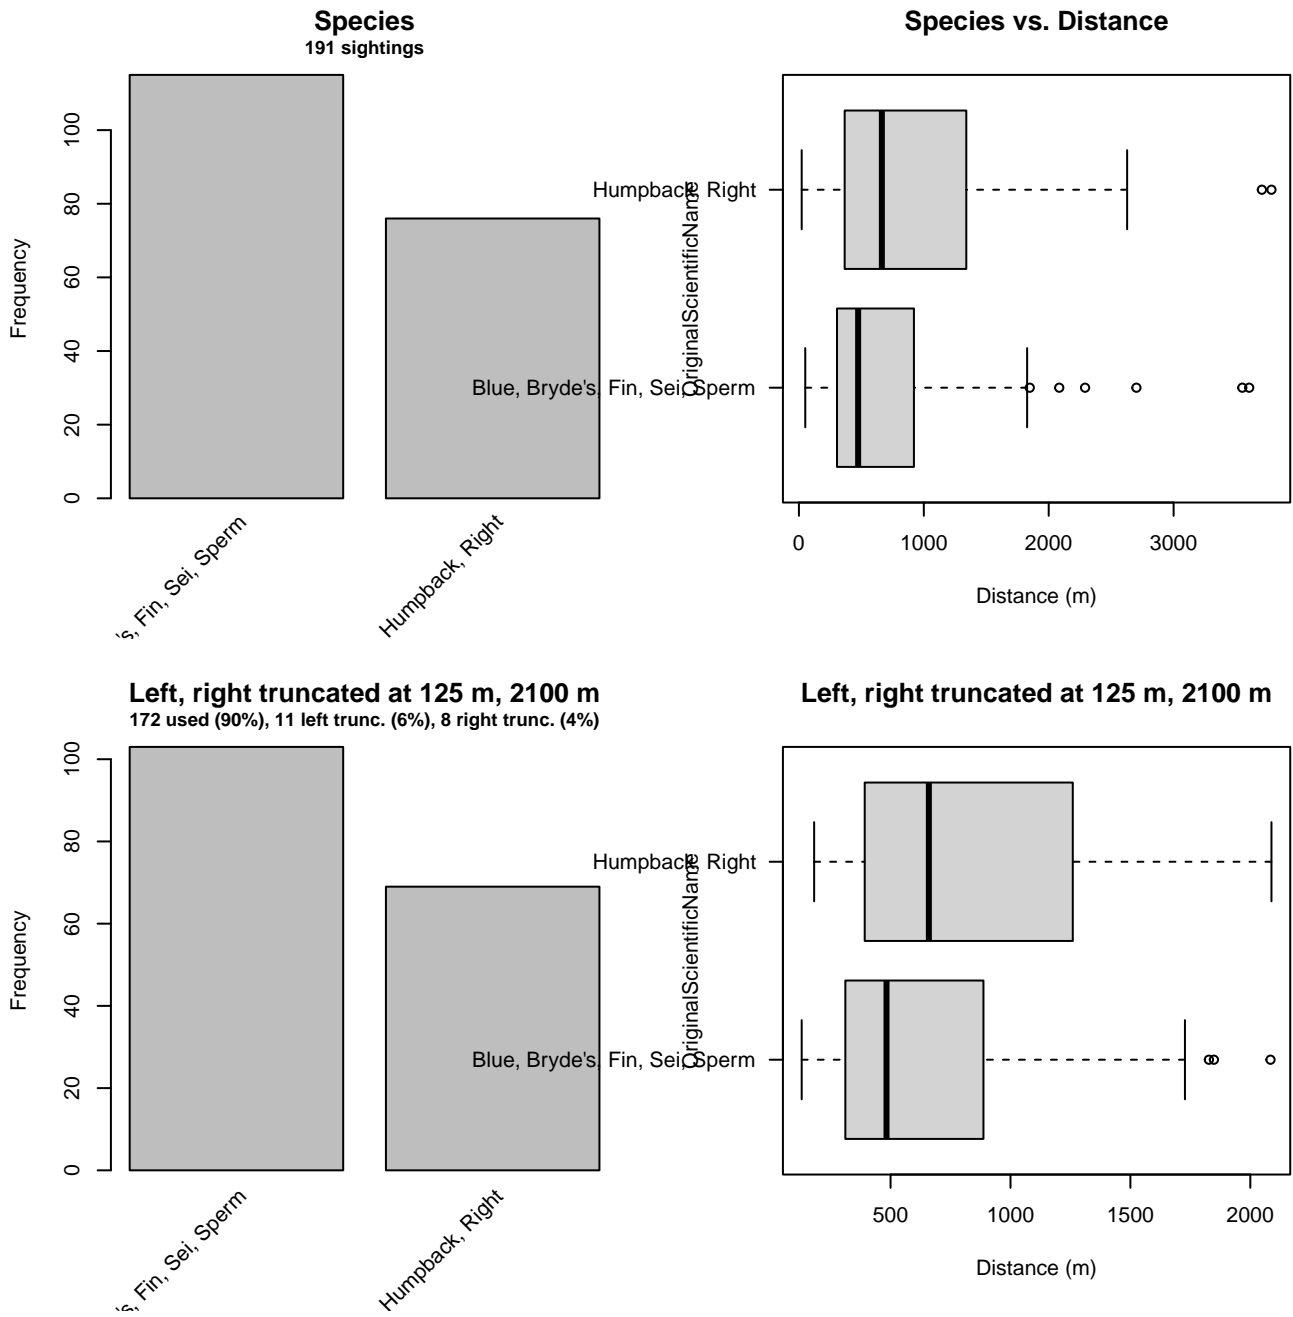 Species
191 sightings
Frequency
0
20
40
60
80
100
's, Fin, Sei, Sperm
Humpback, Right
Species vs. Distance
OriginalScientificName
Humpback, Right
Blue, Bryde's, Fin, Sei, Sperm
0 1000 2000 3000
Distance (m)
Left, right truncated at 125 m, 2100 m
172 used (90%), 11 left trunc. (6%), 8 right trunc. (4%)
Frequency
0
20
40
60
80
100
's, Fin, Sei, Sperm
Humpback, Right
Left, right truncated at 125 m, 2100 m
OriginalScientificName
Humpback, Right
Blue, Bryde's, Fin, Sei, Sperm
500 1000 1500 2000
Distance (m)